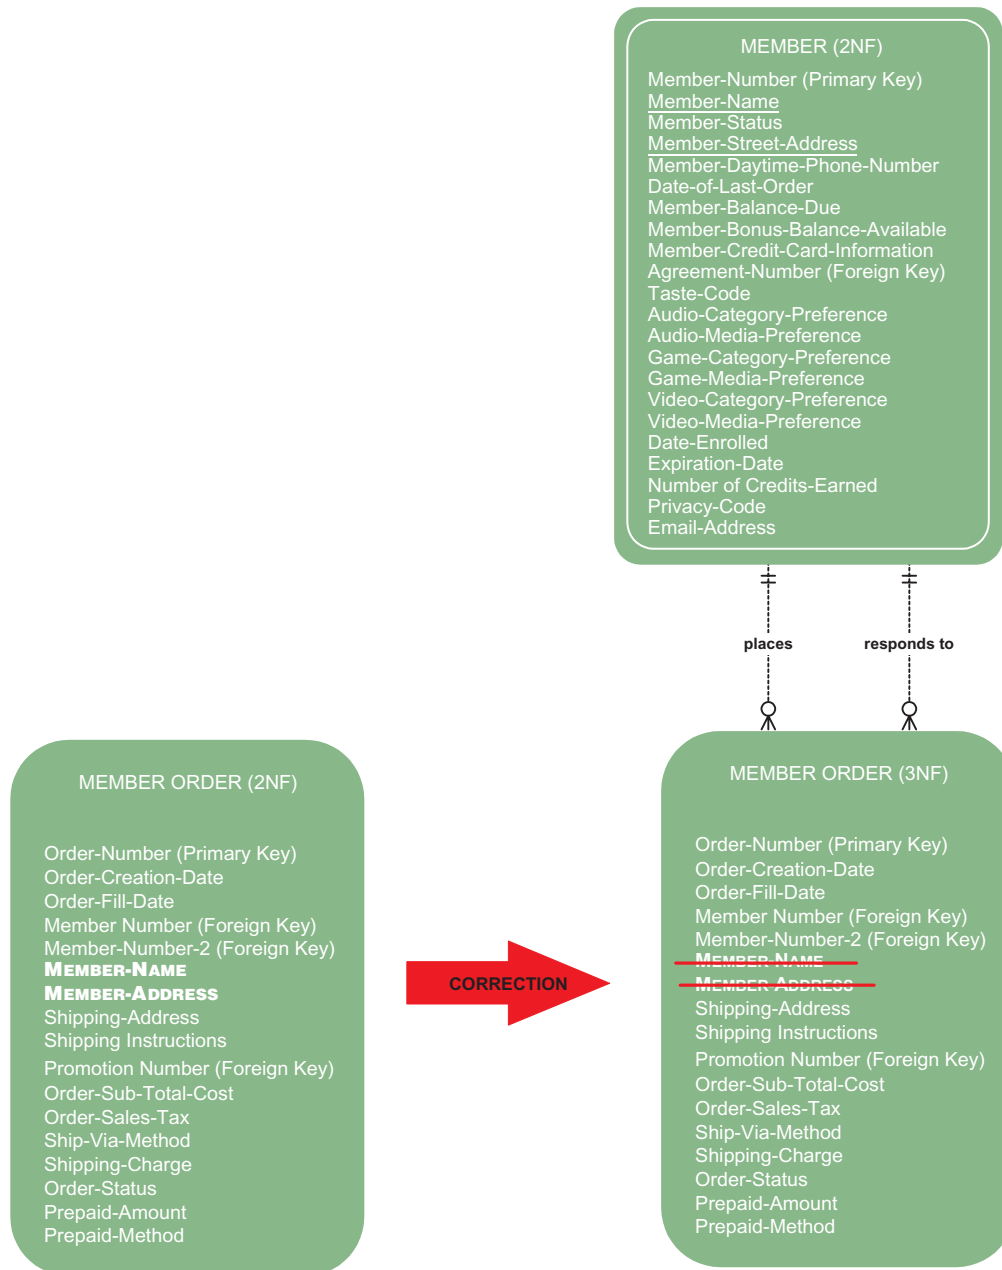 MEMBER (2NF)
Member-Number (Primary Key)
Member-Name
Member-Status
Member-Street-Address
Member-Daytime-Phone-Number
Date-of-Last-Order
Member-Balance-Due
Member-Bonus-Balance-Available
Member-Credit-Card-Information
Agreement-Number (Foreign Key)
Taste-Code
Audio-Category-Preference
Audio-Media-Preference
Game-Category-Preference
Game-Media-Preference
Video-Category-Preference
Video-Media-Preference
Date-Enrolled
Expiration-Date
Number of Credits-Earned
Privacy-Code
Email-Address
places
responds to
MEMBER ORDER (2NF)
Order-Number (Primary Key)
Order-Creation-Date
Order-Fill-Date
Member Number (Foreign Key)
Member-Number-2 (Foreign Key)
MEMBER-NAME
MEMBER-ADDRESS
Shipping-Address
Shipping Instructions
Promotion Number (Foreign Key)
Order-Sub-Total-Cost
Order-Sales-Tax
Ship-Via-Method
Shipping-Charge
Order-Status
Prepaid-Amount
Prepaid-Method
CORRECTION
MEMBER ORDER (3NF)
Order-Number (Primary Key)
Order-Creation-Date
Order-Fill-Date
Member Number (Foreign Key)
Member-Number-2 (Foreign Key)
MEMBER-NAME
MEMBER-ADDRESS
Shipping-Address
Shipping Instructions
Promotion Number (Foreign Key)
Order-Sub-Total-Cost
Order-Sales-Tax
Ship-Via-Method
Shipping-Charge
Order-Status
Prepaid-Amount
Prepaid-Method